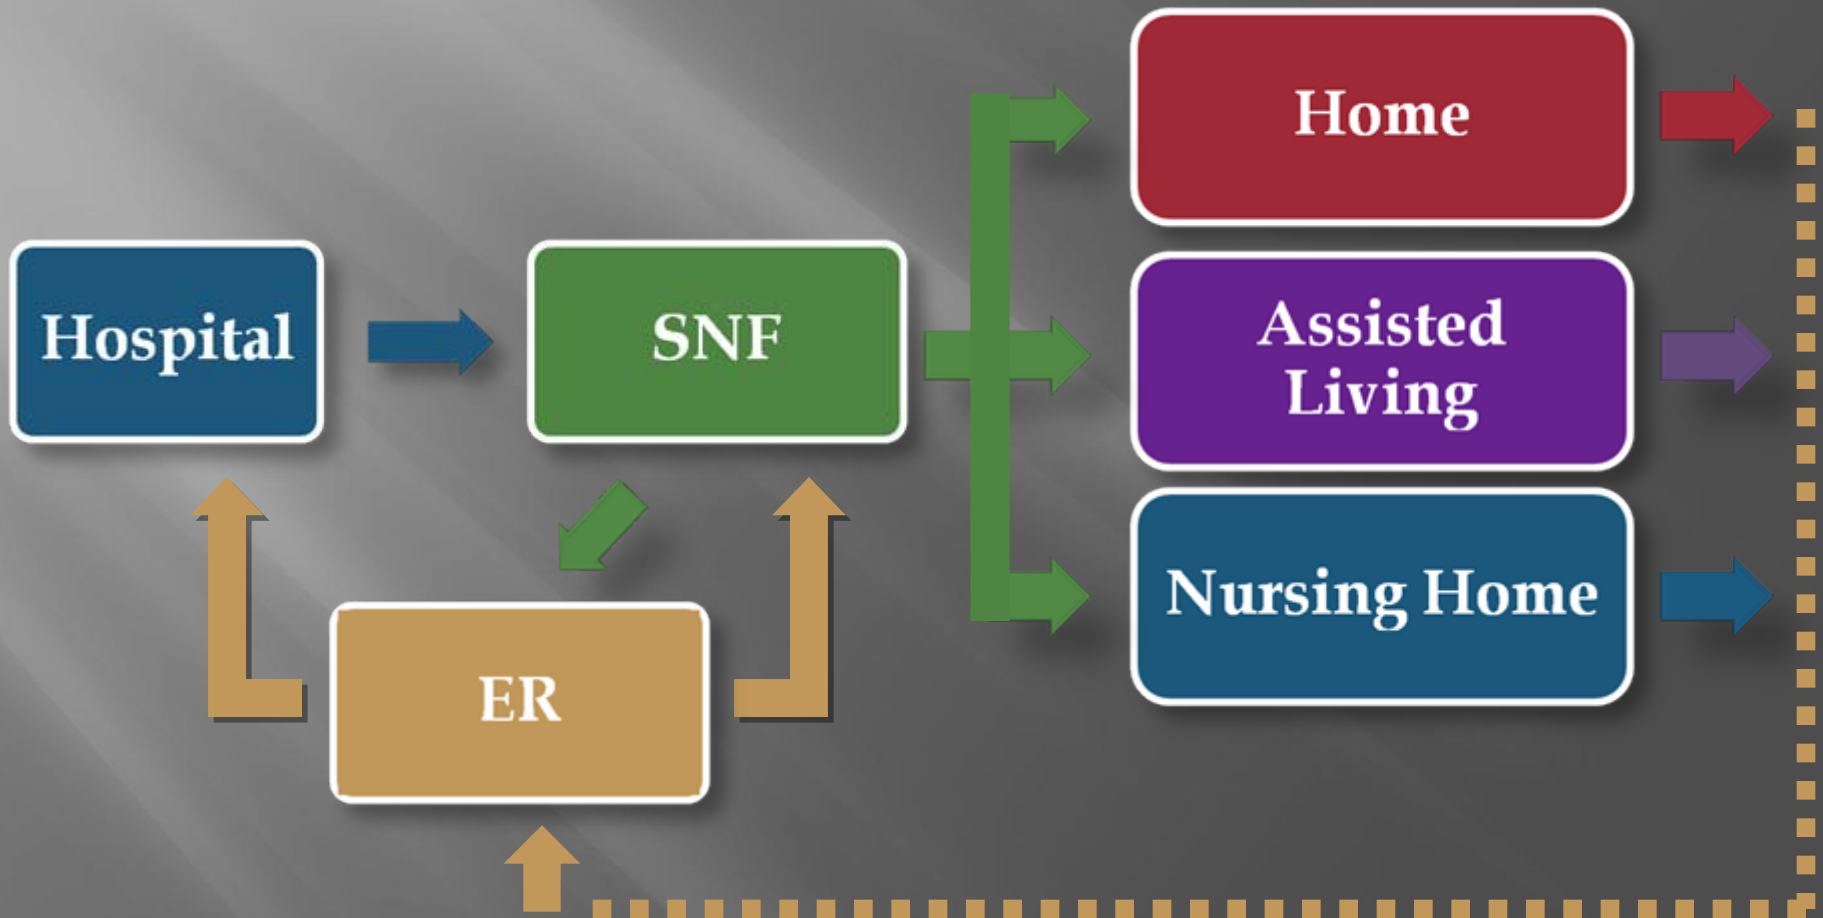 Home
Hospital
SNF
Assisted
Living
Nursing Home
ER